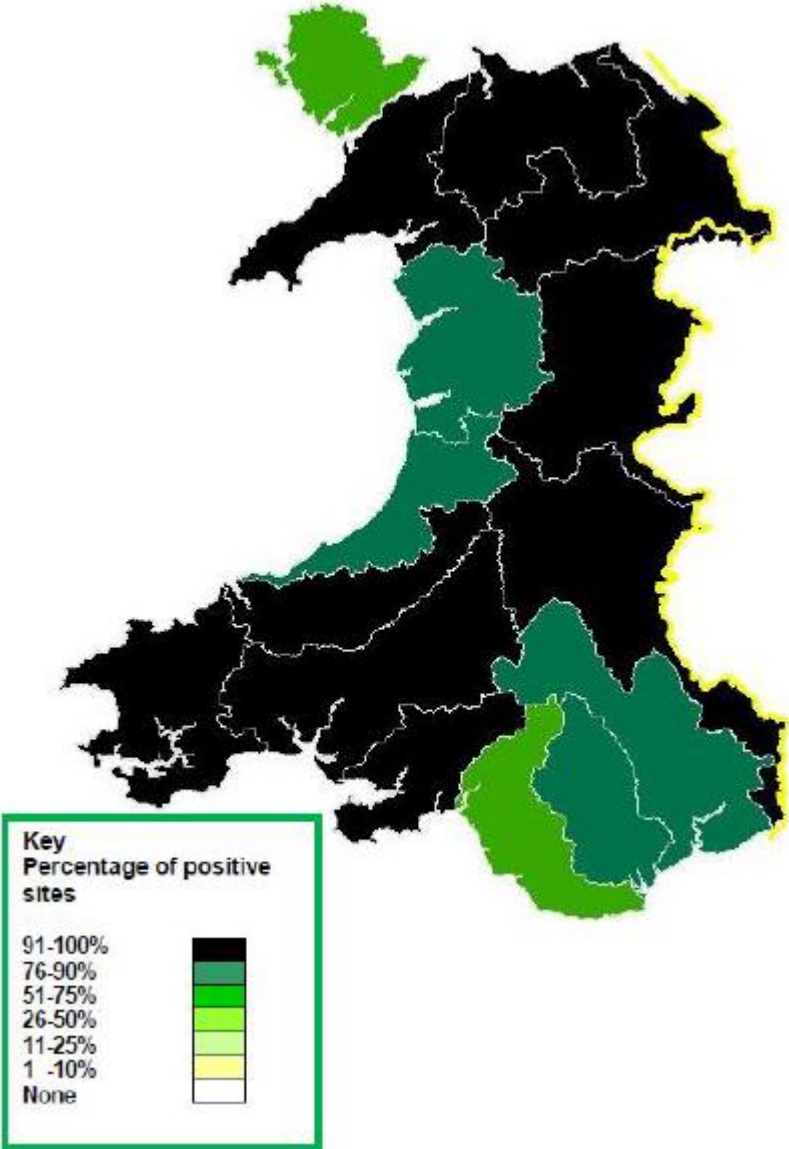 Key
Percentage of positive
sites
91-100%
76-90%
51-75%
26-50%
11-25%
1 -10%
None